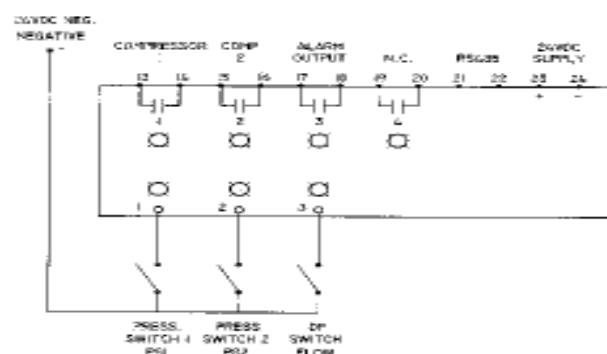 24VDC NEG.
NEGATIVE
-
COMPRESSOR
1
COMP
2
ALARM
OUTPUT
N.C.
RS485
24VDC
SUPPLY
13 14 15 16 17 18 19 20 21 22 23 24
+ -
1 2 3 4
1 2 3
PRESS.
SWITCH 1
PS1
PRESS
SWITCH 2
PS2
DP
SWITCH
FLOW